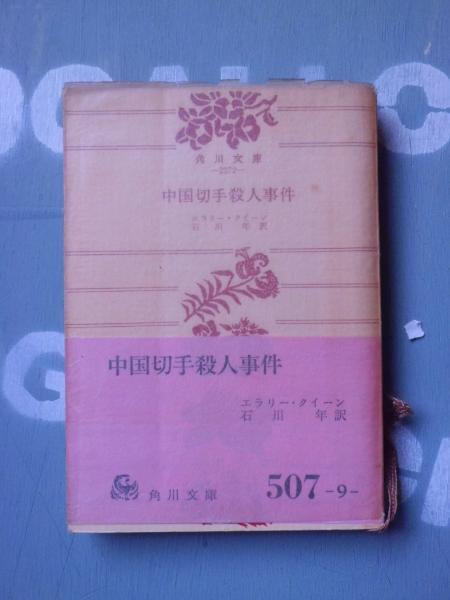 角川文庫
—2272—
中国切手殺人事件
エラリー・クイーン
石川 年訳
中国切手殺人事件
エラリー・クイーン
石川 年訳
角川文庫
507-9-